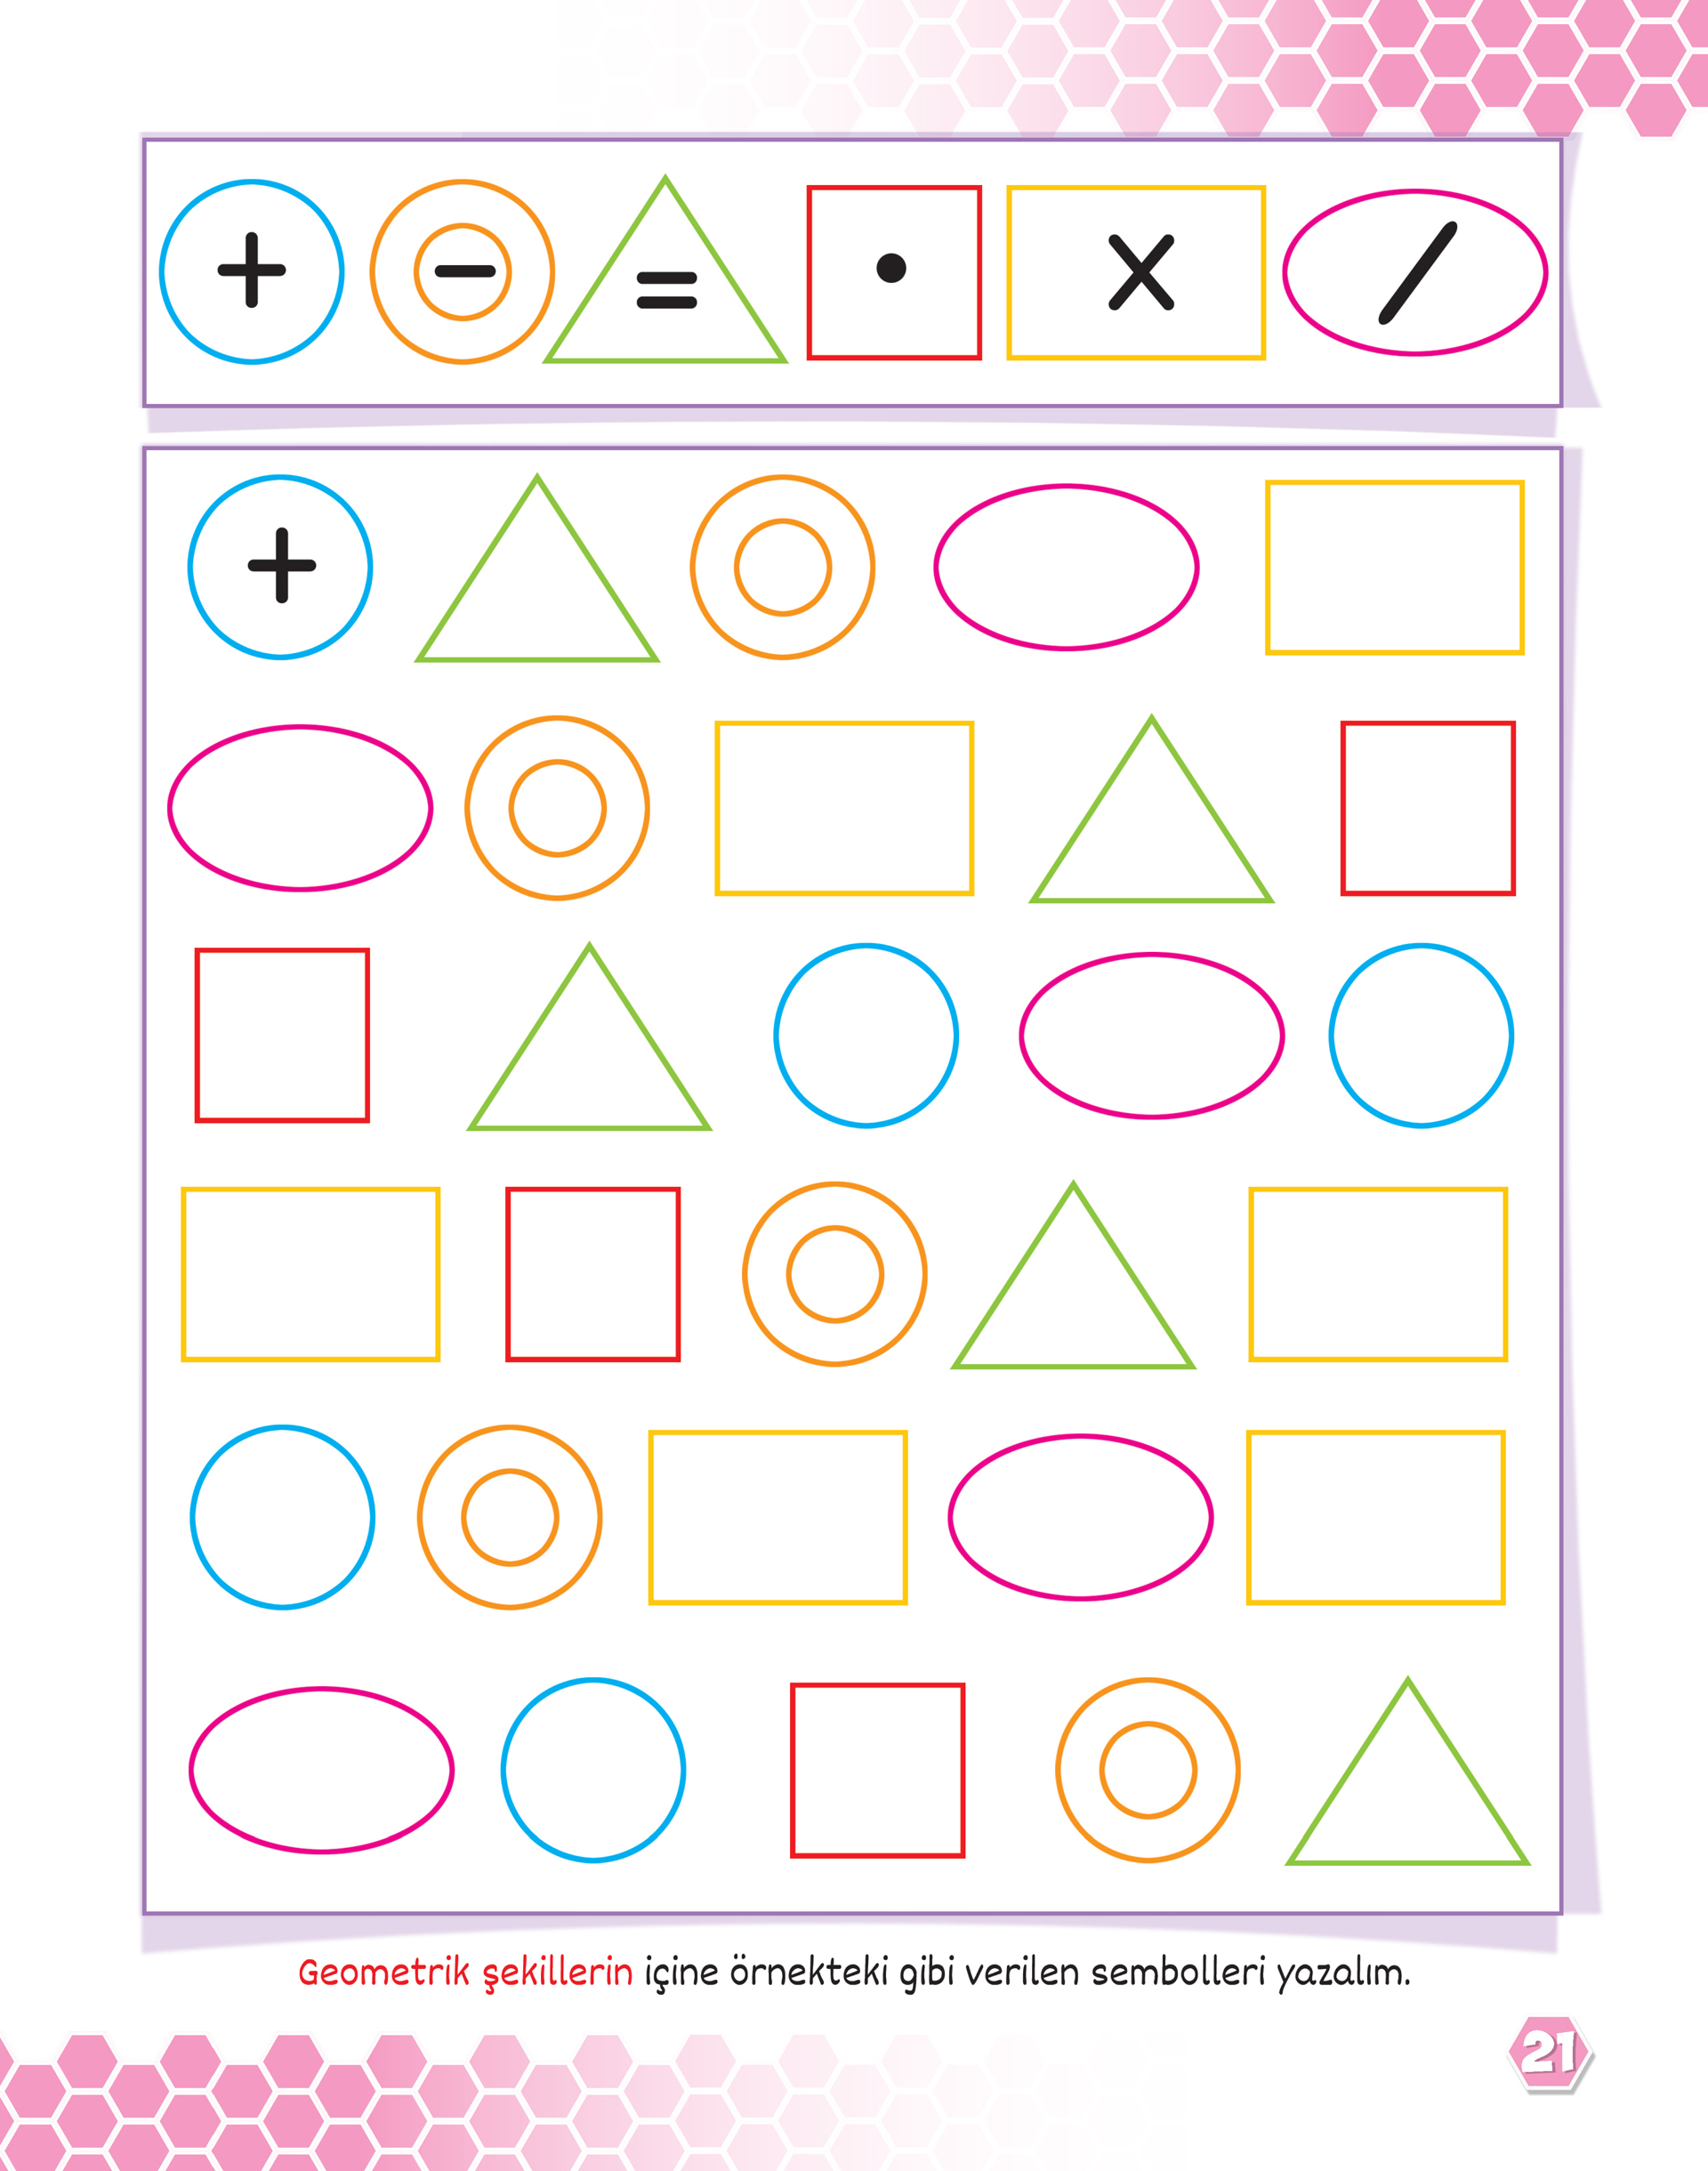 + − = • × /
+
Geometrik şekillerin içine örnekteki gibi verilen sembolleri yazalım.
21